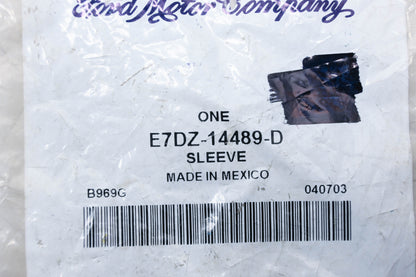 Ford Motor Company
ONE
E7DZ-14489-D
SLEEVE
MADE IN MEXICO
B969G 040703